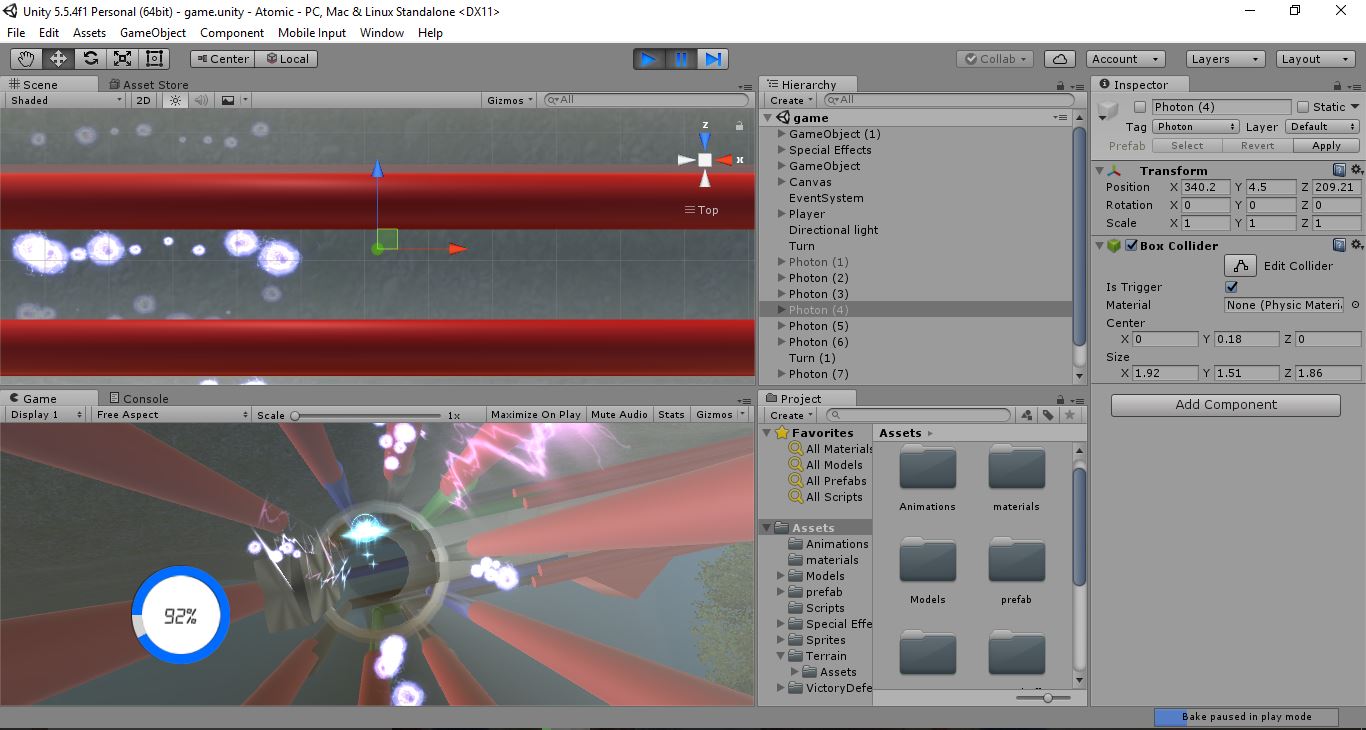 Unity 5.5.4f1 Personal (64bit) - game.unity - Atomic - PC, Mac & Linux Standalone <DX11>
File Edit Assets GameObject Component Mobile Input Window Help
Center Local Collab Account Layers Layout
Scene Asset Store
Shaded 2D Gizmos All
z
x
Top
Game Console
Display 1 Free Aspect Scale 1x Maximize On Play Mute Audio Stats Gizmos
92%
Hierarchy
Create All
game
GameObject (1)
Special Effects
GameObject
Canvas
EventSystem
Player
Directional light
Turn
Photon (1)
Photon (2)
Photon (3)
Photon (4)
Photon (5)
Photon (6)
Turn (1)
Photon (7)
Project
Create
Favorites
All Materials
All Models
All Prefabs
All Scripts
Assets
Animations
materials
Models
prefab
Scripts
Special Effe
Sprites
Terrain
Assets
VictoryDefe
Assets
Animations materials
Models prefab
Inspector
Photon (4) Static
Tag Photon Layer Default
Prefab Select Revert Apply
Transform
Position X 340.2 Y 4.5 Z 209.21
Rotation X 0 Y 0 Z 0
Scale X 1 Y 1 Z 1
Box Collider
Edit Collider
Is Trigger
Material None (Physic Materia
Center
X 0 Y 0.18 Z 0
Size
X 1.92 Y 1.51 Z 1.86
Add Component
Bake paused in play mode